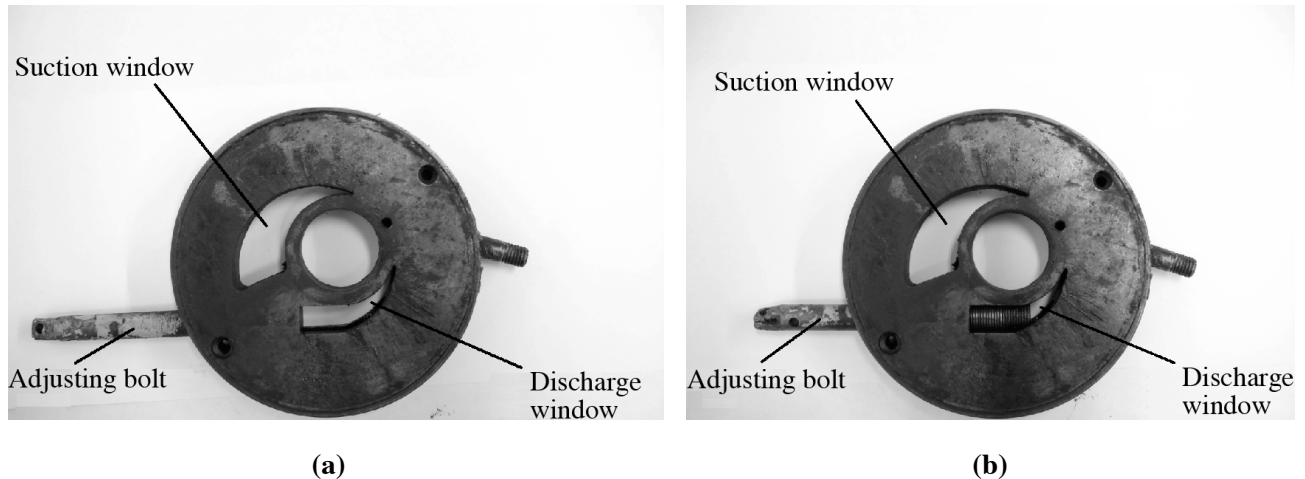 Suction window
Adjusting bolt
Discharge
window
(a)
Suction window
Adjusting bolt
Discharge
window
(b)